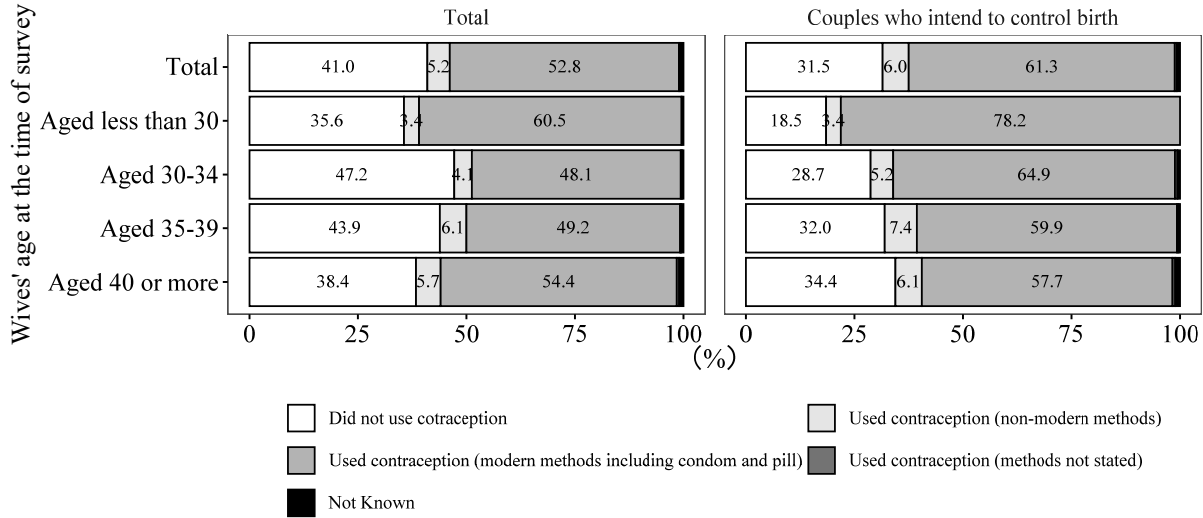 Total
Couples who intend to control birth
Wives' age at the time of survey
Total
41.0 5.2 52.8
31.5 6.0 61.3
Aged less than 30
35.6 3.4 60.5
18.5 3.4 78.2
Aged 30-34
47.2 4.1 48.1
28.7 5.2 64.9
Aged 35-39
43.9 6.1 49.2
32.0 7.4 59.9
Aged 40 or more
38.4 5.7 54.4
34.4 6.1 57.7
0 25 50 75 100
0 25 50 75 100
(%)
Did not use cotraception
Used contraception (non-modern methods)
Used contraception (modern methods including condom and pill)
Used contraception (methods not stated)
Not Known